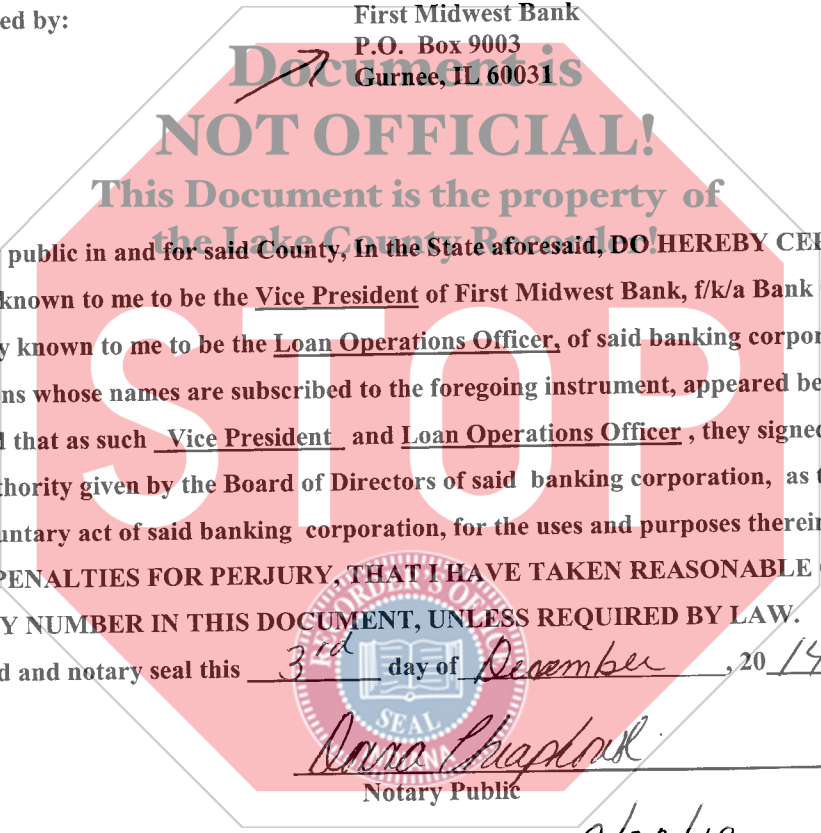 ed by:
First Midwest Bank
P.O. Box 9003
Gurnee, IL 60031
Document is
NOT OFFICIAL!
This Document is the property of
the Lake County Recorder!
public in and for said County, In the State aforesaid, DO HEREBY CER
known to me to be the Vice President of First Midwest Bank, f/k/a Bank
y known to me to be the Loan Operations Officer, of said banking corpor
ns whose names are subscribed to the foregoing instrument, appeared be
d that as such Vice President and Loan Operations Officer , they signed
thority given by the Board of Directors of said banking corporation, as t
untary act of said banking corporation, for the uses and purposes therein
STOP
PENALTIES FOR PERJURY, THAT I HAVE TAKEN REASONABLE
Y NUMBER IN THIS DOCUMENT, UNLESS REQUIRED BY LAW.
d and notary seal this 3rd day of December , 20 14
RECORDER'S OFFICE
SEAL
Donna
Notary Public